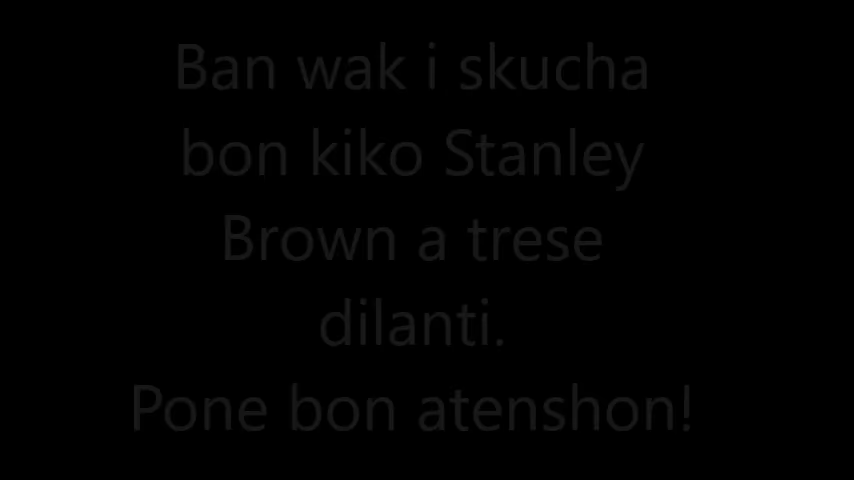 Ban wak i skucha
bon kiko Stanley
Brown a trese
dilanti.
Pone bon atenshon!